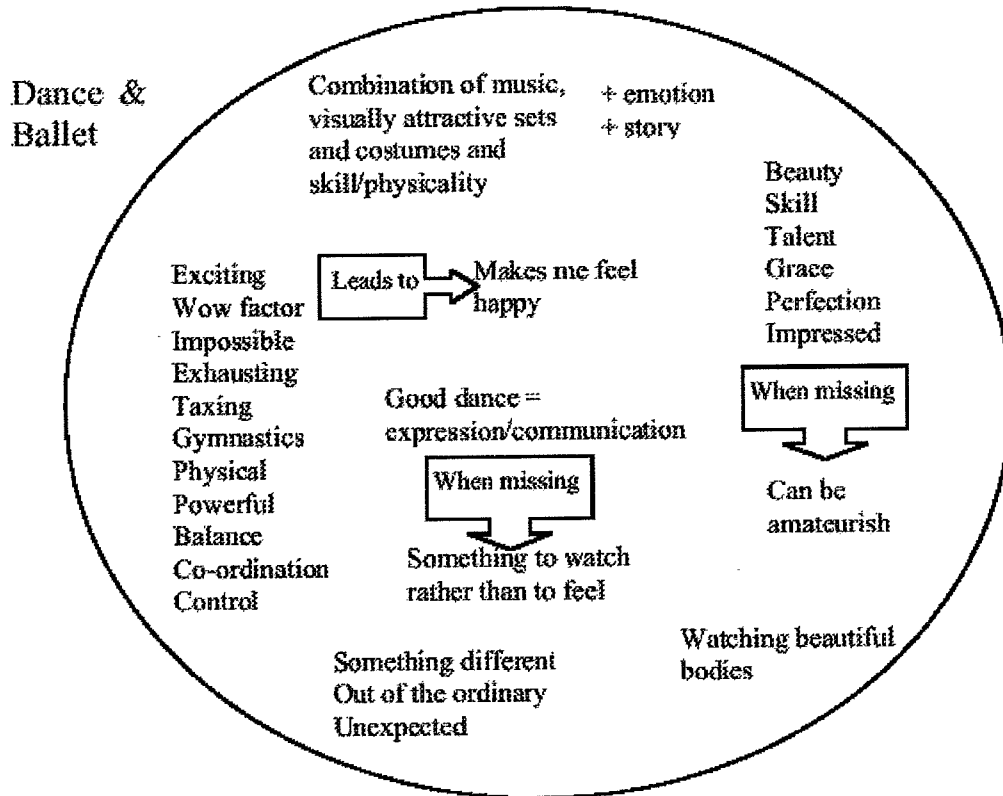 Dance &
Ballet
Combination of music,
visually attractive sets
and costumes and
skill/physicality
+ emotion
+ story
Beauty
Skill
Talent
Grace
Perfection
Impressed
Exciting
Wow factor
Impossible
Exhausting
Taxing
Gymnastics
Physical
Powerful
Balance
Co-ordination
Control
Leads to
Makes me feel
happy
When missing
Can be
amateurish
Good dance =
expression/communication
When missing
Something to watch
rather than to feel
Watching beautiful
bodies
Something different
Out of the ordinary
Unexpected